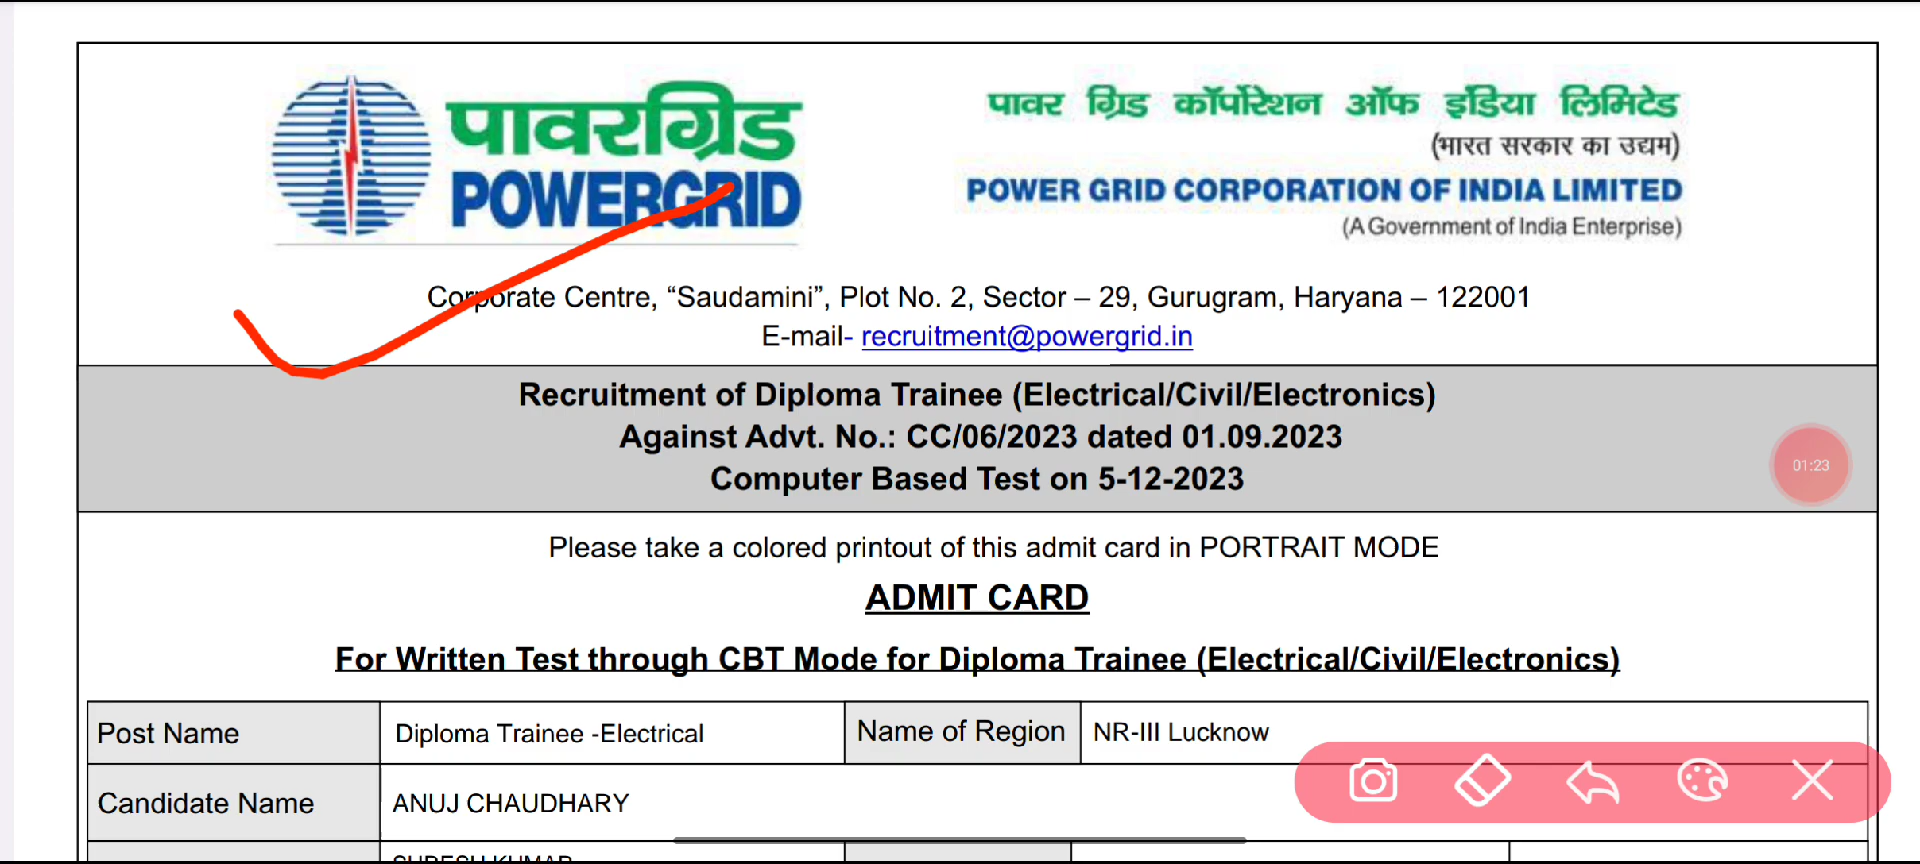 पावरग्रिड
POWERGRID
पावर ग्रिड कॉर्पोरेशन ऑफ इंडिया लिमिटेड
(भारत सरकार का उद्यम)
POWER GRID CORPORATION OF INDIA LIMITED
(A Government of India Enterprise)
Corporate Centre, “Saudamini”, Plot No. 2, Sector – 29, Gurugram, Haryana – 122001
E-mail- recruitment@powergrid.in
Recruitment of Diploma Trainee (Electrical/Civil/Electronics)
Against Advt. No.: CC/06/2023 dated 01.09.2023
Computer Based Test on 5-12-2023
01:23
Please take a colored printout of this admit card in PORTRAIT MODE
ADMIT CARD
For Written Test through CBT Mode for Diploma Trainee (Electrical/Civil/Electronics)
Post Name Diploma Trainee -Electrical Name of Region NR-III Lucknow
Candidate Name ANUJ CHAUDHARY
SURESH KUMAR